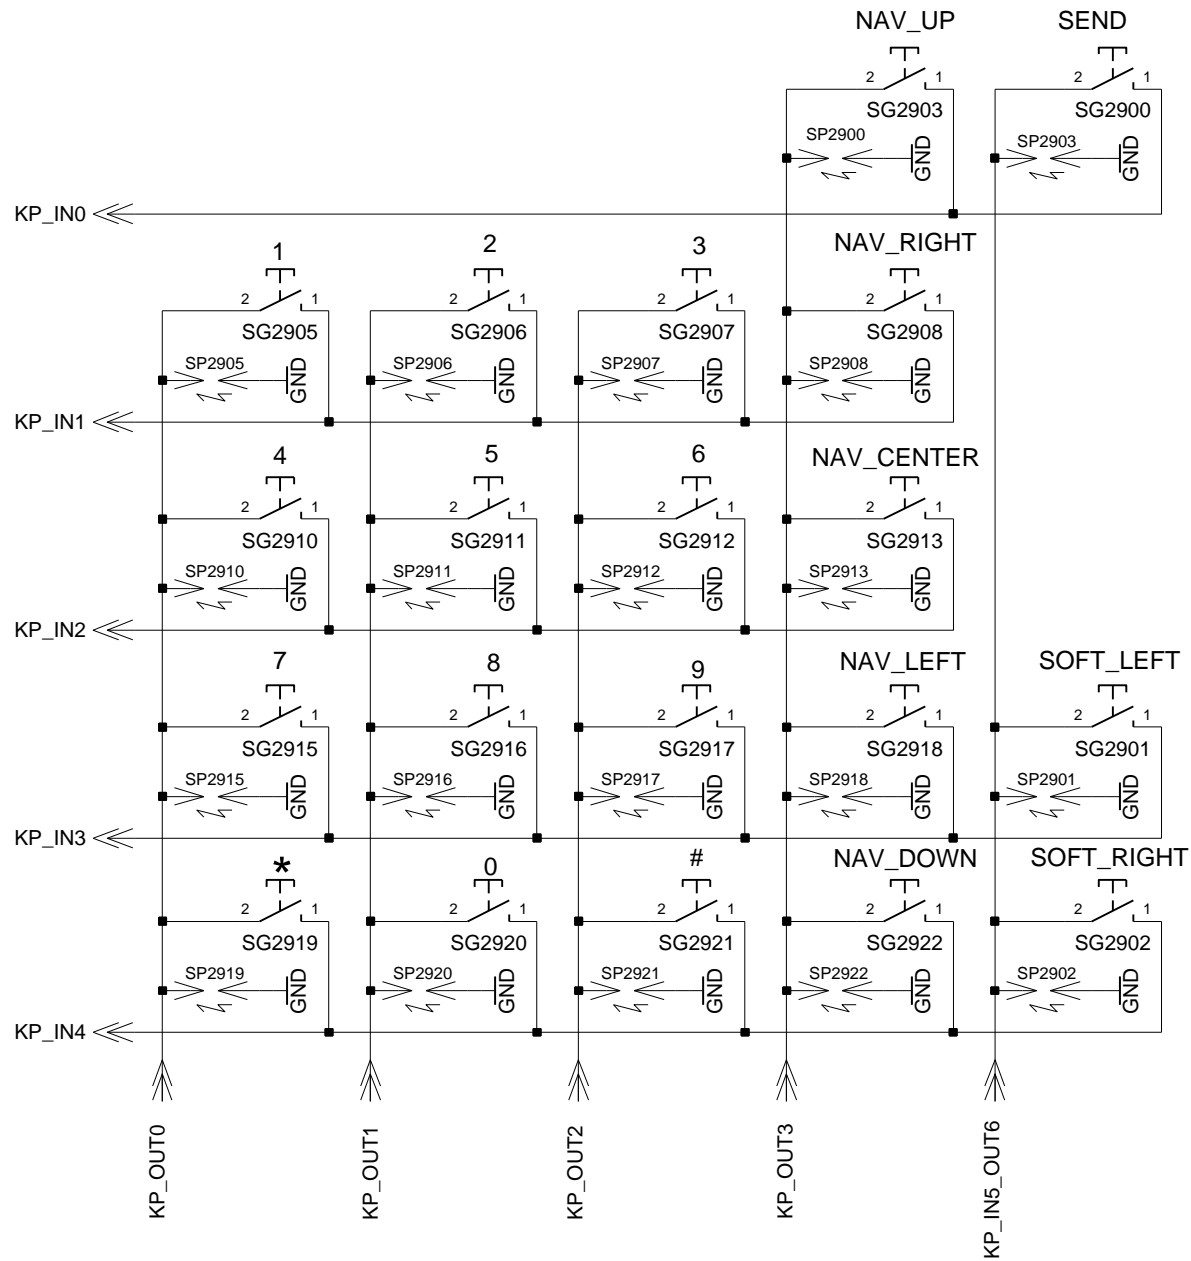 NAV_UP SEND
2 1 2 1
SG2903 SG2900
SP2900 GND SP2903 GND
KP_IN0
1 2 3 NAV_RIGHT
2 1 2 1 2 1 2 1
SG2905 SG2906 SG2907 SG2908
SP2905 GND SP2906 GND SP2907 GND SP2908 GND
KP_IN1
4 5 6 NAV_CENTER
2 1 2 1 2 1 2 1
SG2910 SG2911 SG2912 SG2913
SP2910 GND SP2911 GND SP2912 GND SP2913 GND
KP_IN2
7 8 9 NAV_LEFT SOFT_LEFT
2 1 2 1 2 1 2 1 2 1
SG2915 SG2916 SG2917 SG2918 SG2901
SP2915 GND SP2916 GND SP2917 GND SP2918 GND SP2901 GND
KP_IN3
* 0 # NAV_DOWN SOFT_RIGHT
2 1 2 1 2 1 2 1 2 1
SG2919 SG2920 SG2921 SG2922 SG2902
SP2919 GND SP2920 GND SP2921 GND SP2922 GND SP2902 GND
KP_IN4
KP_OUT0 KP_OUT1 KP_OUT2 KP_OUT3 KP_IN5_OUT6